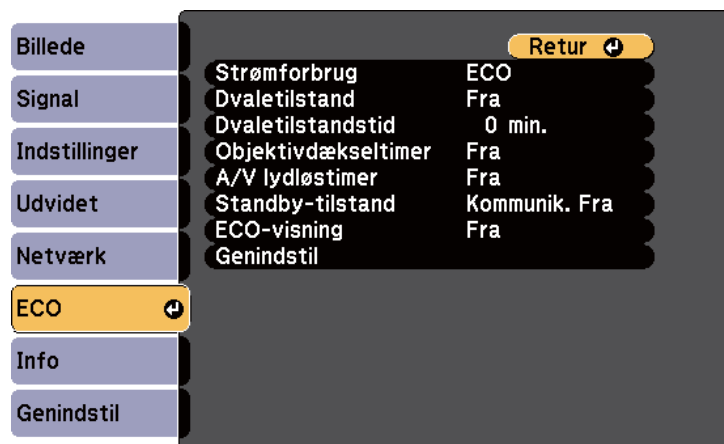 Billede
Signal
Indstillinger
Udvidet
Netværk
ECO
Info
Genindstil
Retur
Strømforbrug ECO
Dvaletilstand Fra
Dvaletilstandstid 0 min.
Objektivdækseltimer Fra
A/V lydløstimer Fra
Standby-tilstand Kommunik. Fra
ECO-visning Fra
Genindstil